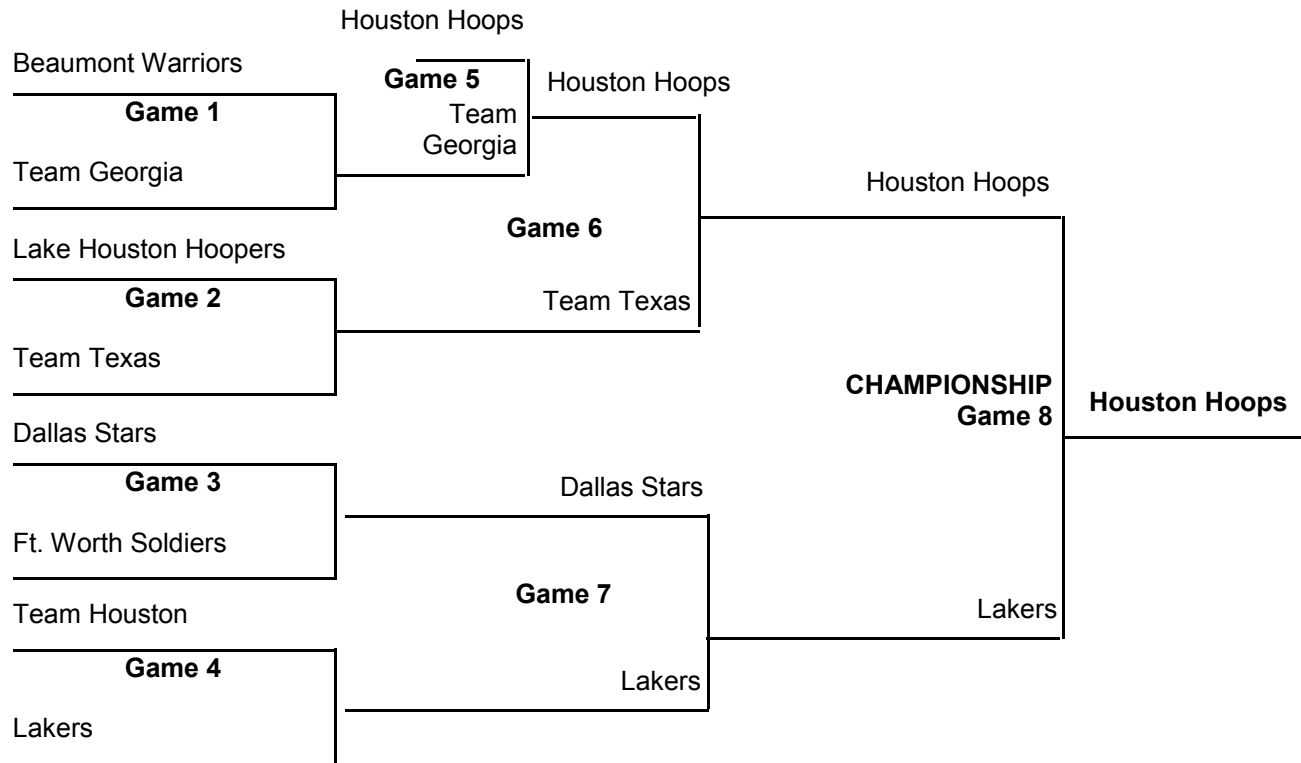 Houston Hoops
Beaumont Warriors
Game 5
Houston Hoops
Game 1
Team
Georgia
Team Georgia
Houston Hoops
Game 6
Lake Houston Hoopers
Game 2
Team Texas
Team Texas
CHAMPIONSHIP
Game 8
Houston Hoops
Dallas Stars
Game 3
Dallas Stars
Ft. Worth Soldiers
Game 7
Team Houston
Lakers
Game 4
Lakers
Lakers